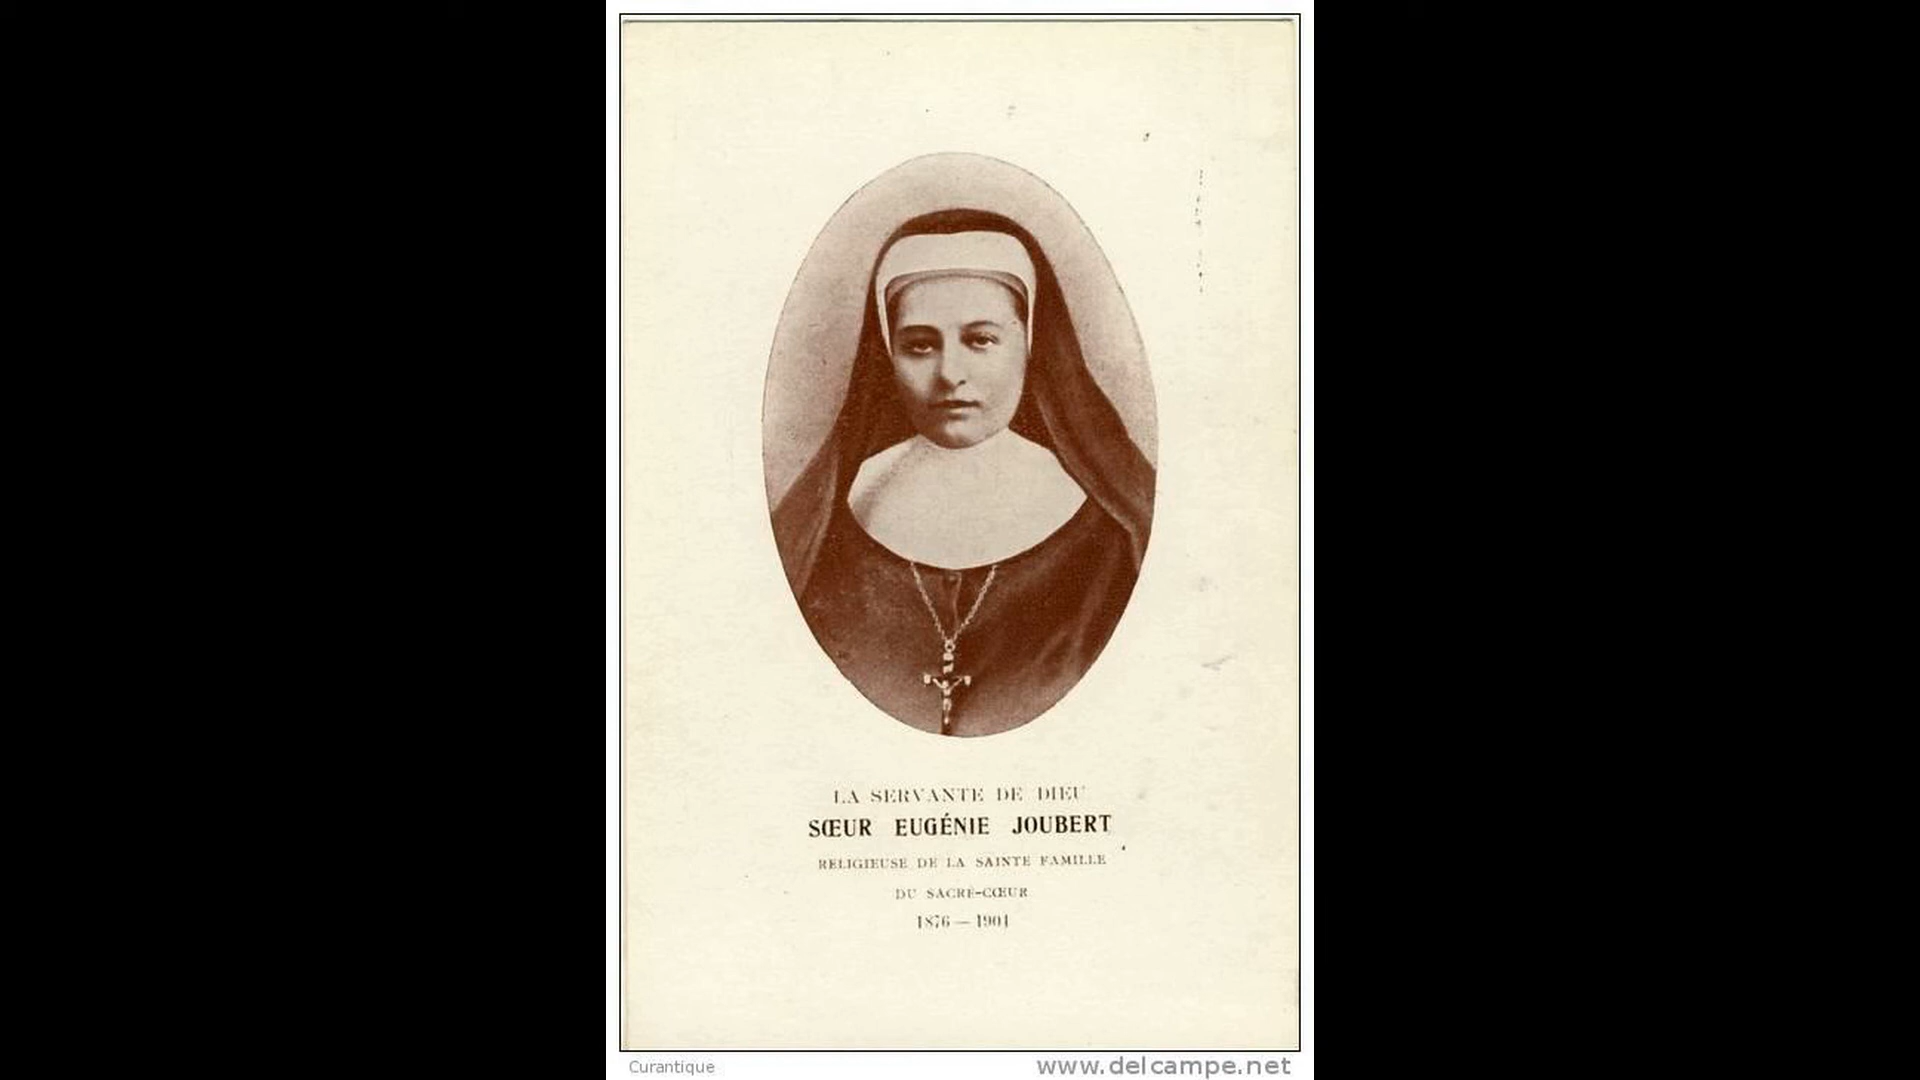 LA SERVANTE DE DIEU
SŒUR EUGÉNIE JOUBERT
RELIGIEUSE DE LA SAINTE FAMILLE
DU SACRÉ-CŒUR
1876 — 1904
Curantique
www.delcampe.net